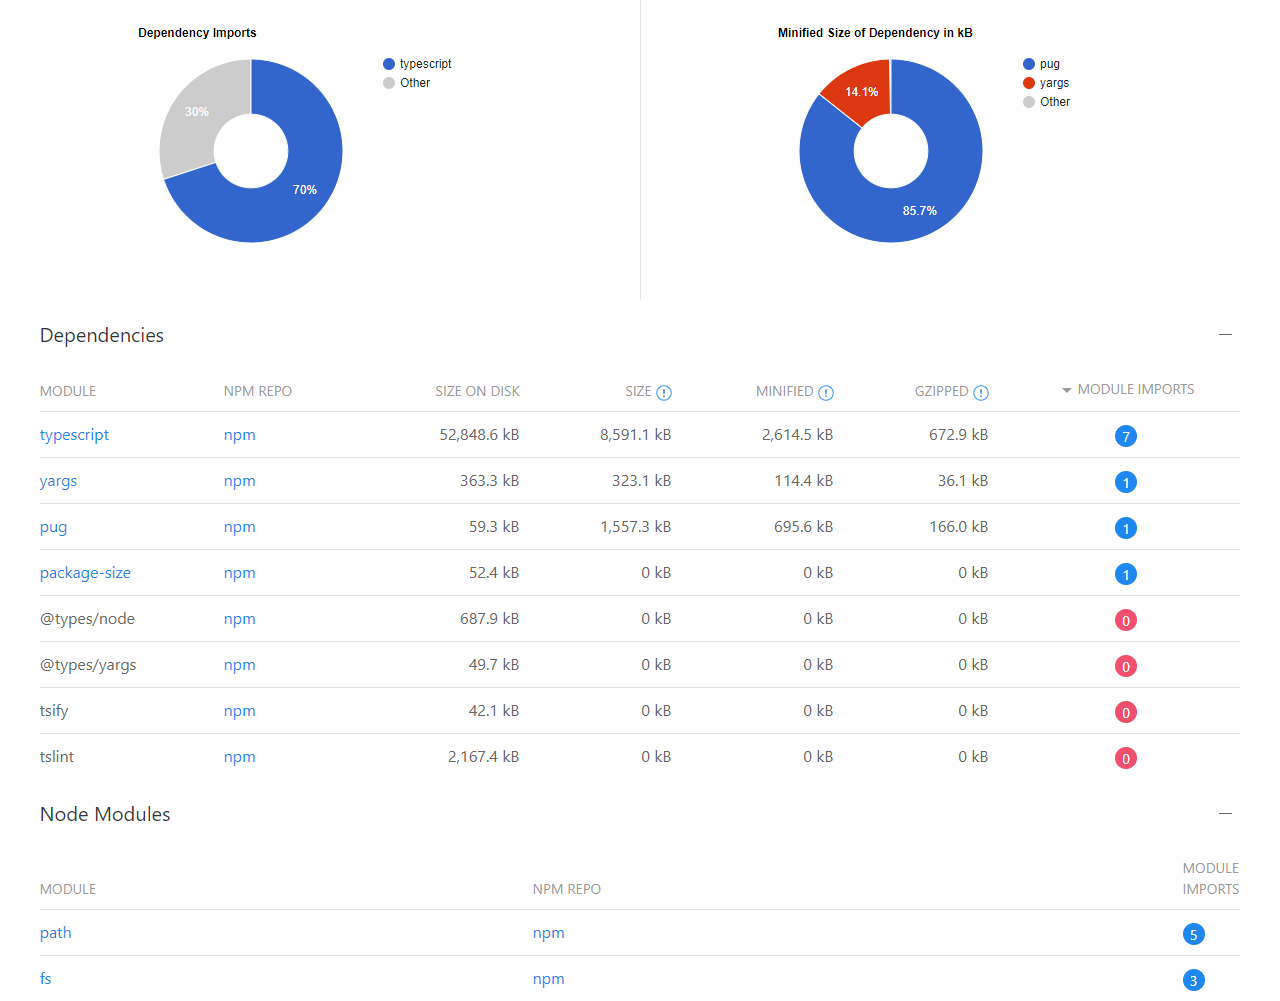 Dependency Imports
typescript
Other
30%
70%
Minified Size of Dependency in kB
pug
yargs
Other
14.1%
85.7%
Dependencies
MODULE NPM REPO SIZE ON DISK SIZE MINIFIED GZIPPED MODULE IMPORTS
typescript npm 52,848.6 kB 8,591.1 kB 2,614.5 kB 672.9 kB 7
yargs npm 363.3 kB 323.1 kB 114.4 kB 36.1 kB 1
pug npm 59.3 kB 1,557.3 kB 695.6 kB 166.0 kB 1
package-size npm 52.4 kB 0 kB 0 kB 0 kB 1
@types/node npm 687.9 kB 0 kB 0 kB 0 kB 0
@types/yargs npm 49.7 kB 0 kB 0 kB 0 kB 0
tsify npm 42.1 kB 0 kB 0 kB 0 kB 0
tslint npm 2,167.4 kB 0 kB 0 kB 0 kB 0
Node Modules
MODULE NPM REPO MODULE IMPORTS
path npm 5
fs npm 3